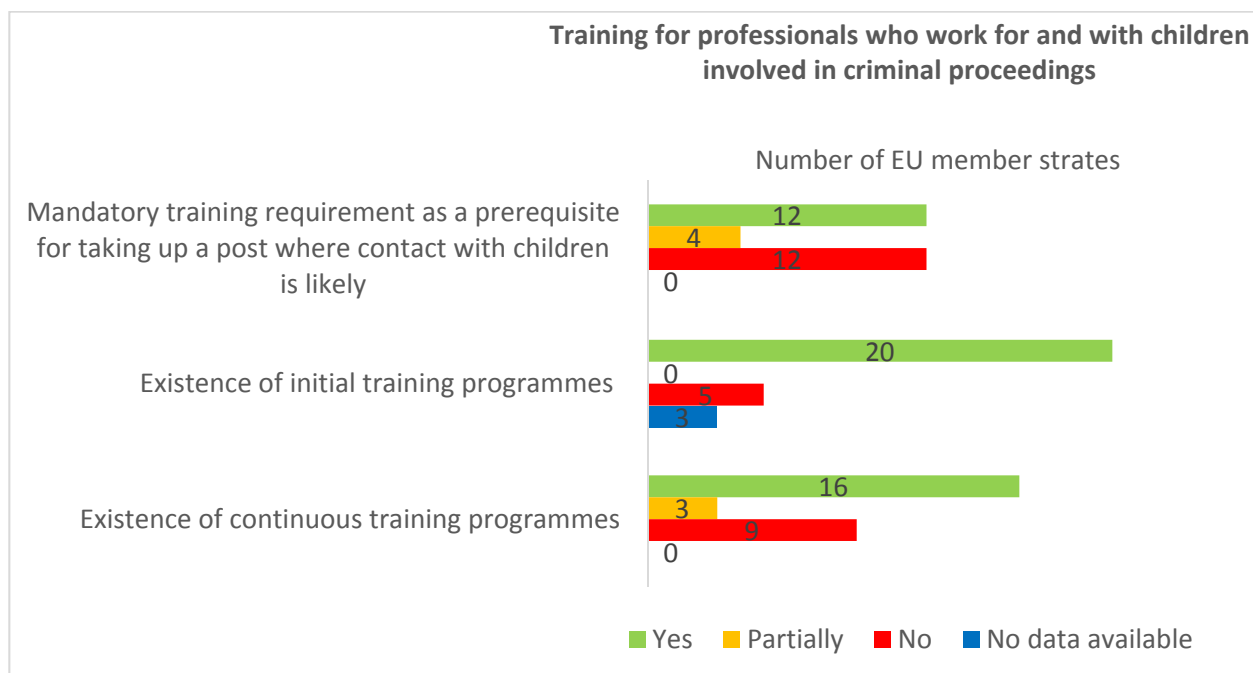 Training for professionals who work for and with children
involved in criminal proceedings
Number of EU member strates
Mandatory training requirement as a prerequisite
for taking up a post where contact with children
is likely
12
4
12
0
Existence of initial training programmes
20
0
5
3
Existence of continuous training programmes
16
3
9
0
Yes Partially No No data available